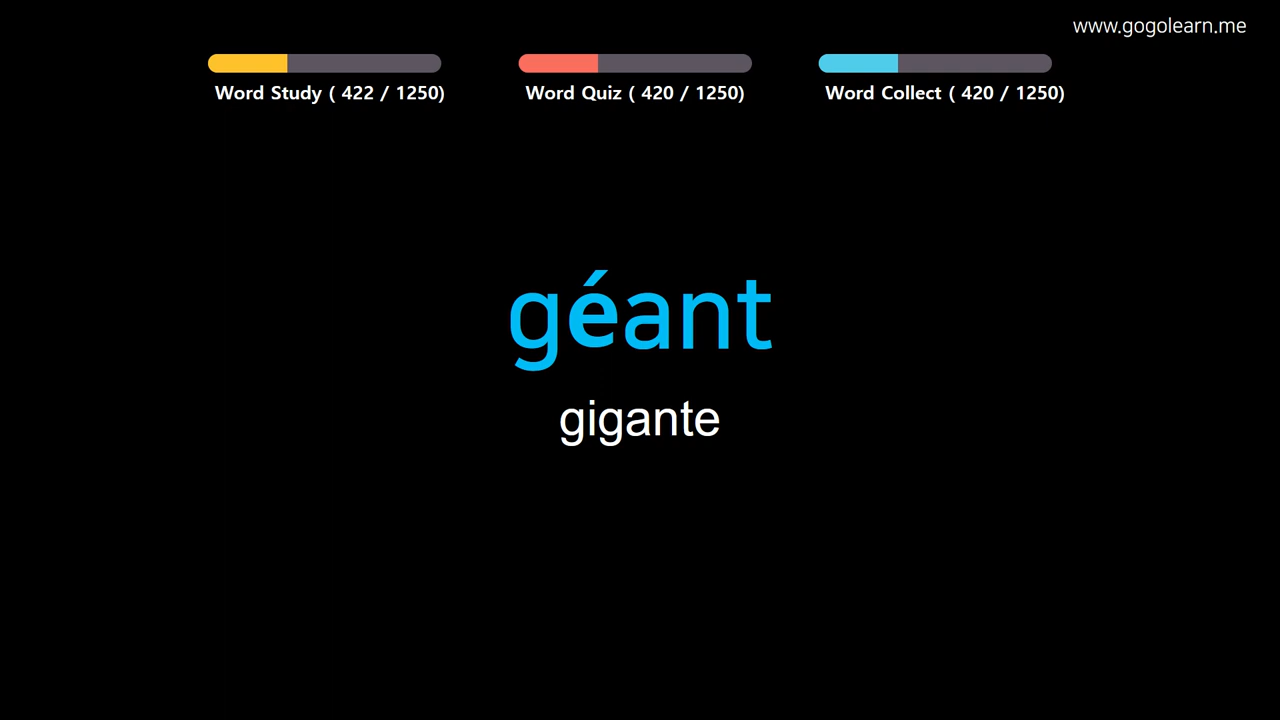 www.gogolearn.me
Word Study ( 422 / 1250)
Word Quiz ( 420 / 1250)
Word Collect ( 420 / 1250)
géant
gigante